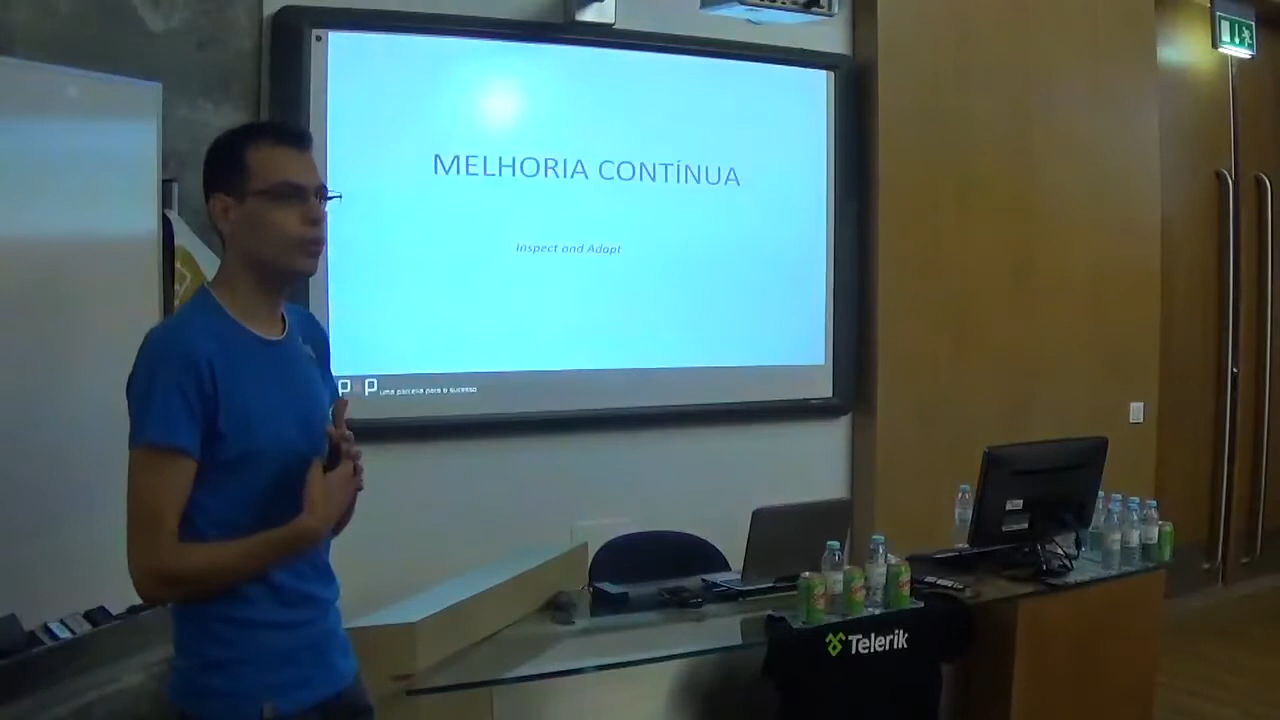 MELHORIA CONTÍNUA
Inspect and Adapt
uma parceria para o sucesso
Telerik